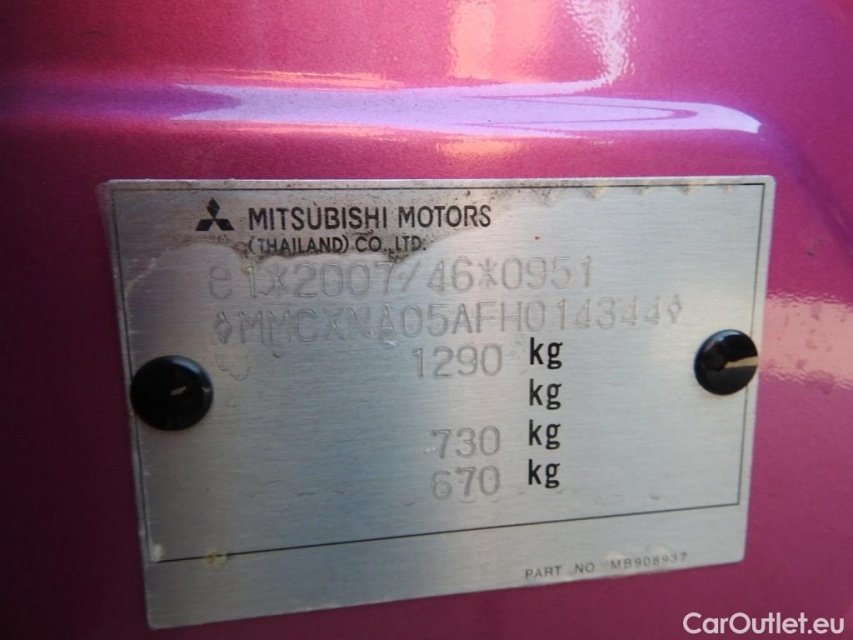 MITSUBISHI MOTORS
(THAILAND) CO.,LTD.
e1*2007/46*0951
◊MMCXNA05AFH014344◊
1290 kg
kg
730 kg
670 kg
PART NO. MB908937
CarOutlet.eu